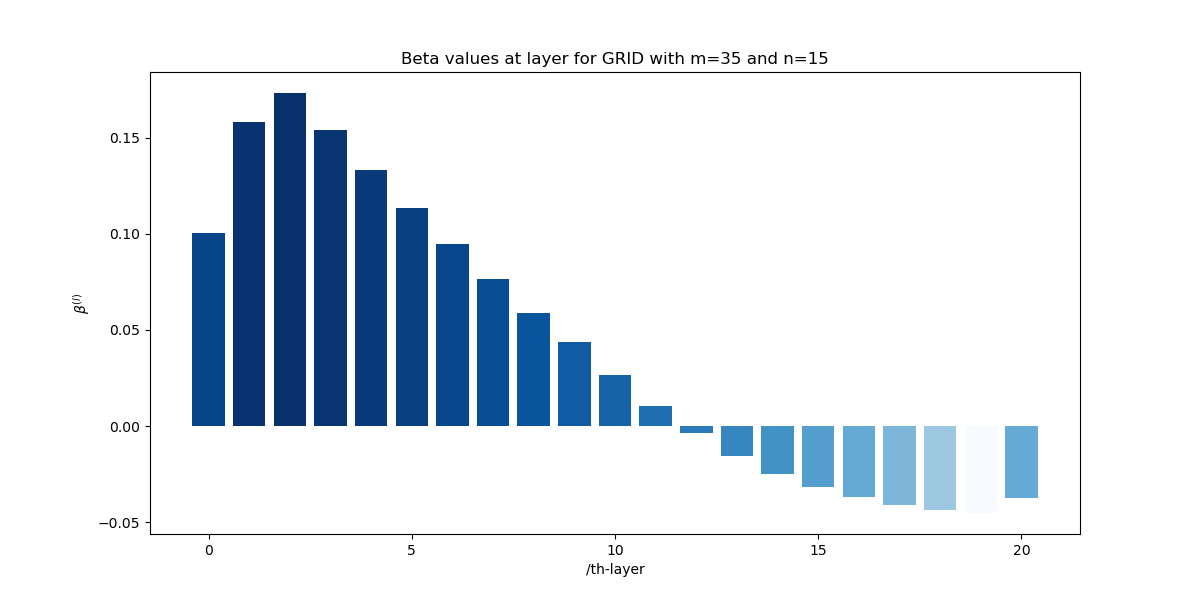 Beta values at layer for GRID with m=35 and n=15
β^(l)
0.15
0.10
0.05
0.00
−0.05
0 5 10 15 20
/th-layer